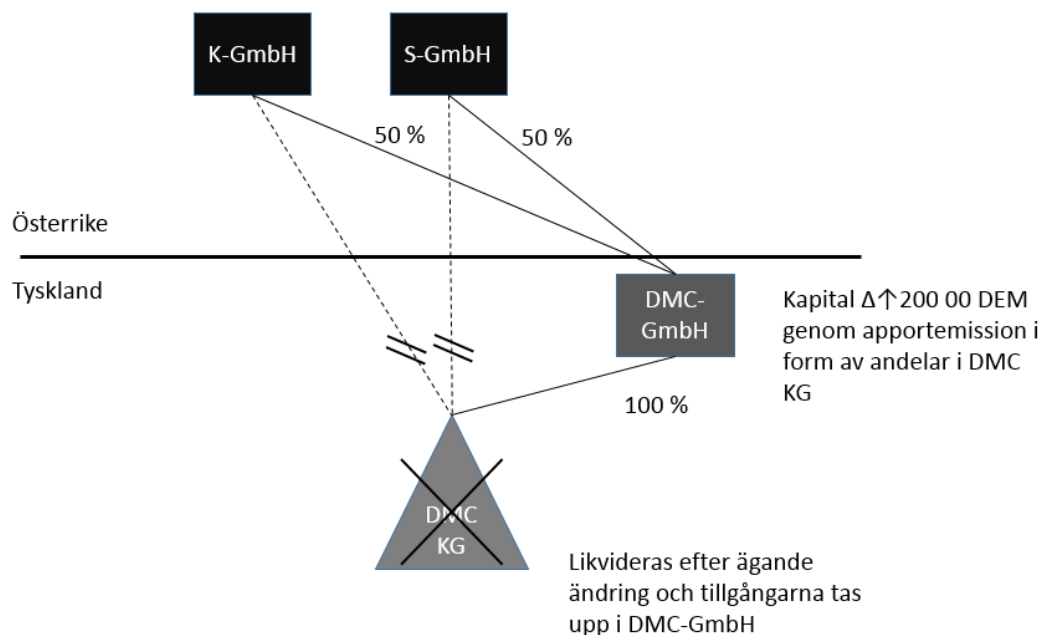 K-GmbH
S-GmbH
50 %
50 %
Österrike
Tyskland
DMC-
GmbH
Kapital Δ↑200 00 DEM
genom apportemission i
form av andelar i DMC
KG
100 %
DMC
KG
Likvideras efter ägande
ändring och tillgångarna tas
upp i DMC-GmbH